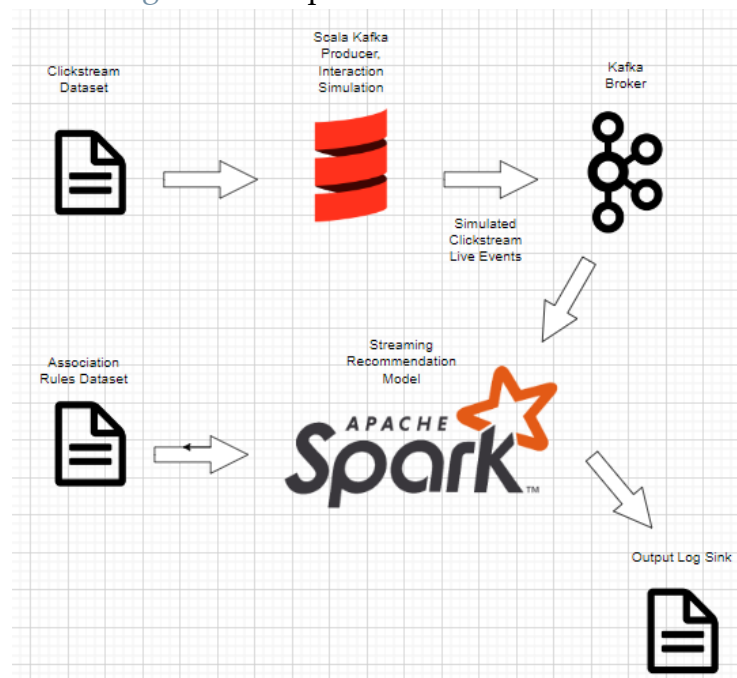 Scala Kafka
Producer,
Interaction
Simulation
Clickstream
Dataset
Kafka
Broker
Simulated
Clickstream
Live Events
Streaming
Recommendation
Model
Association
Rules Dataset
APACHE
Spark
TM
Output Log Sink